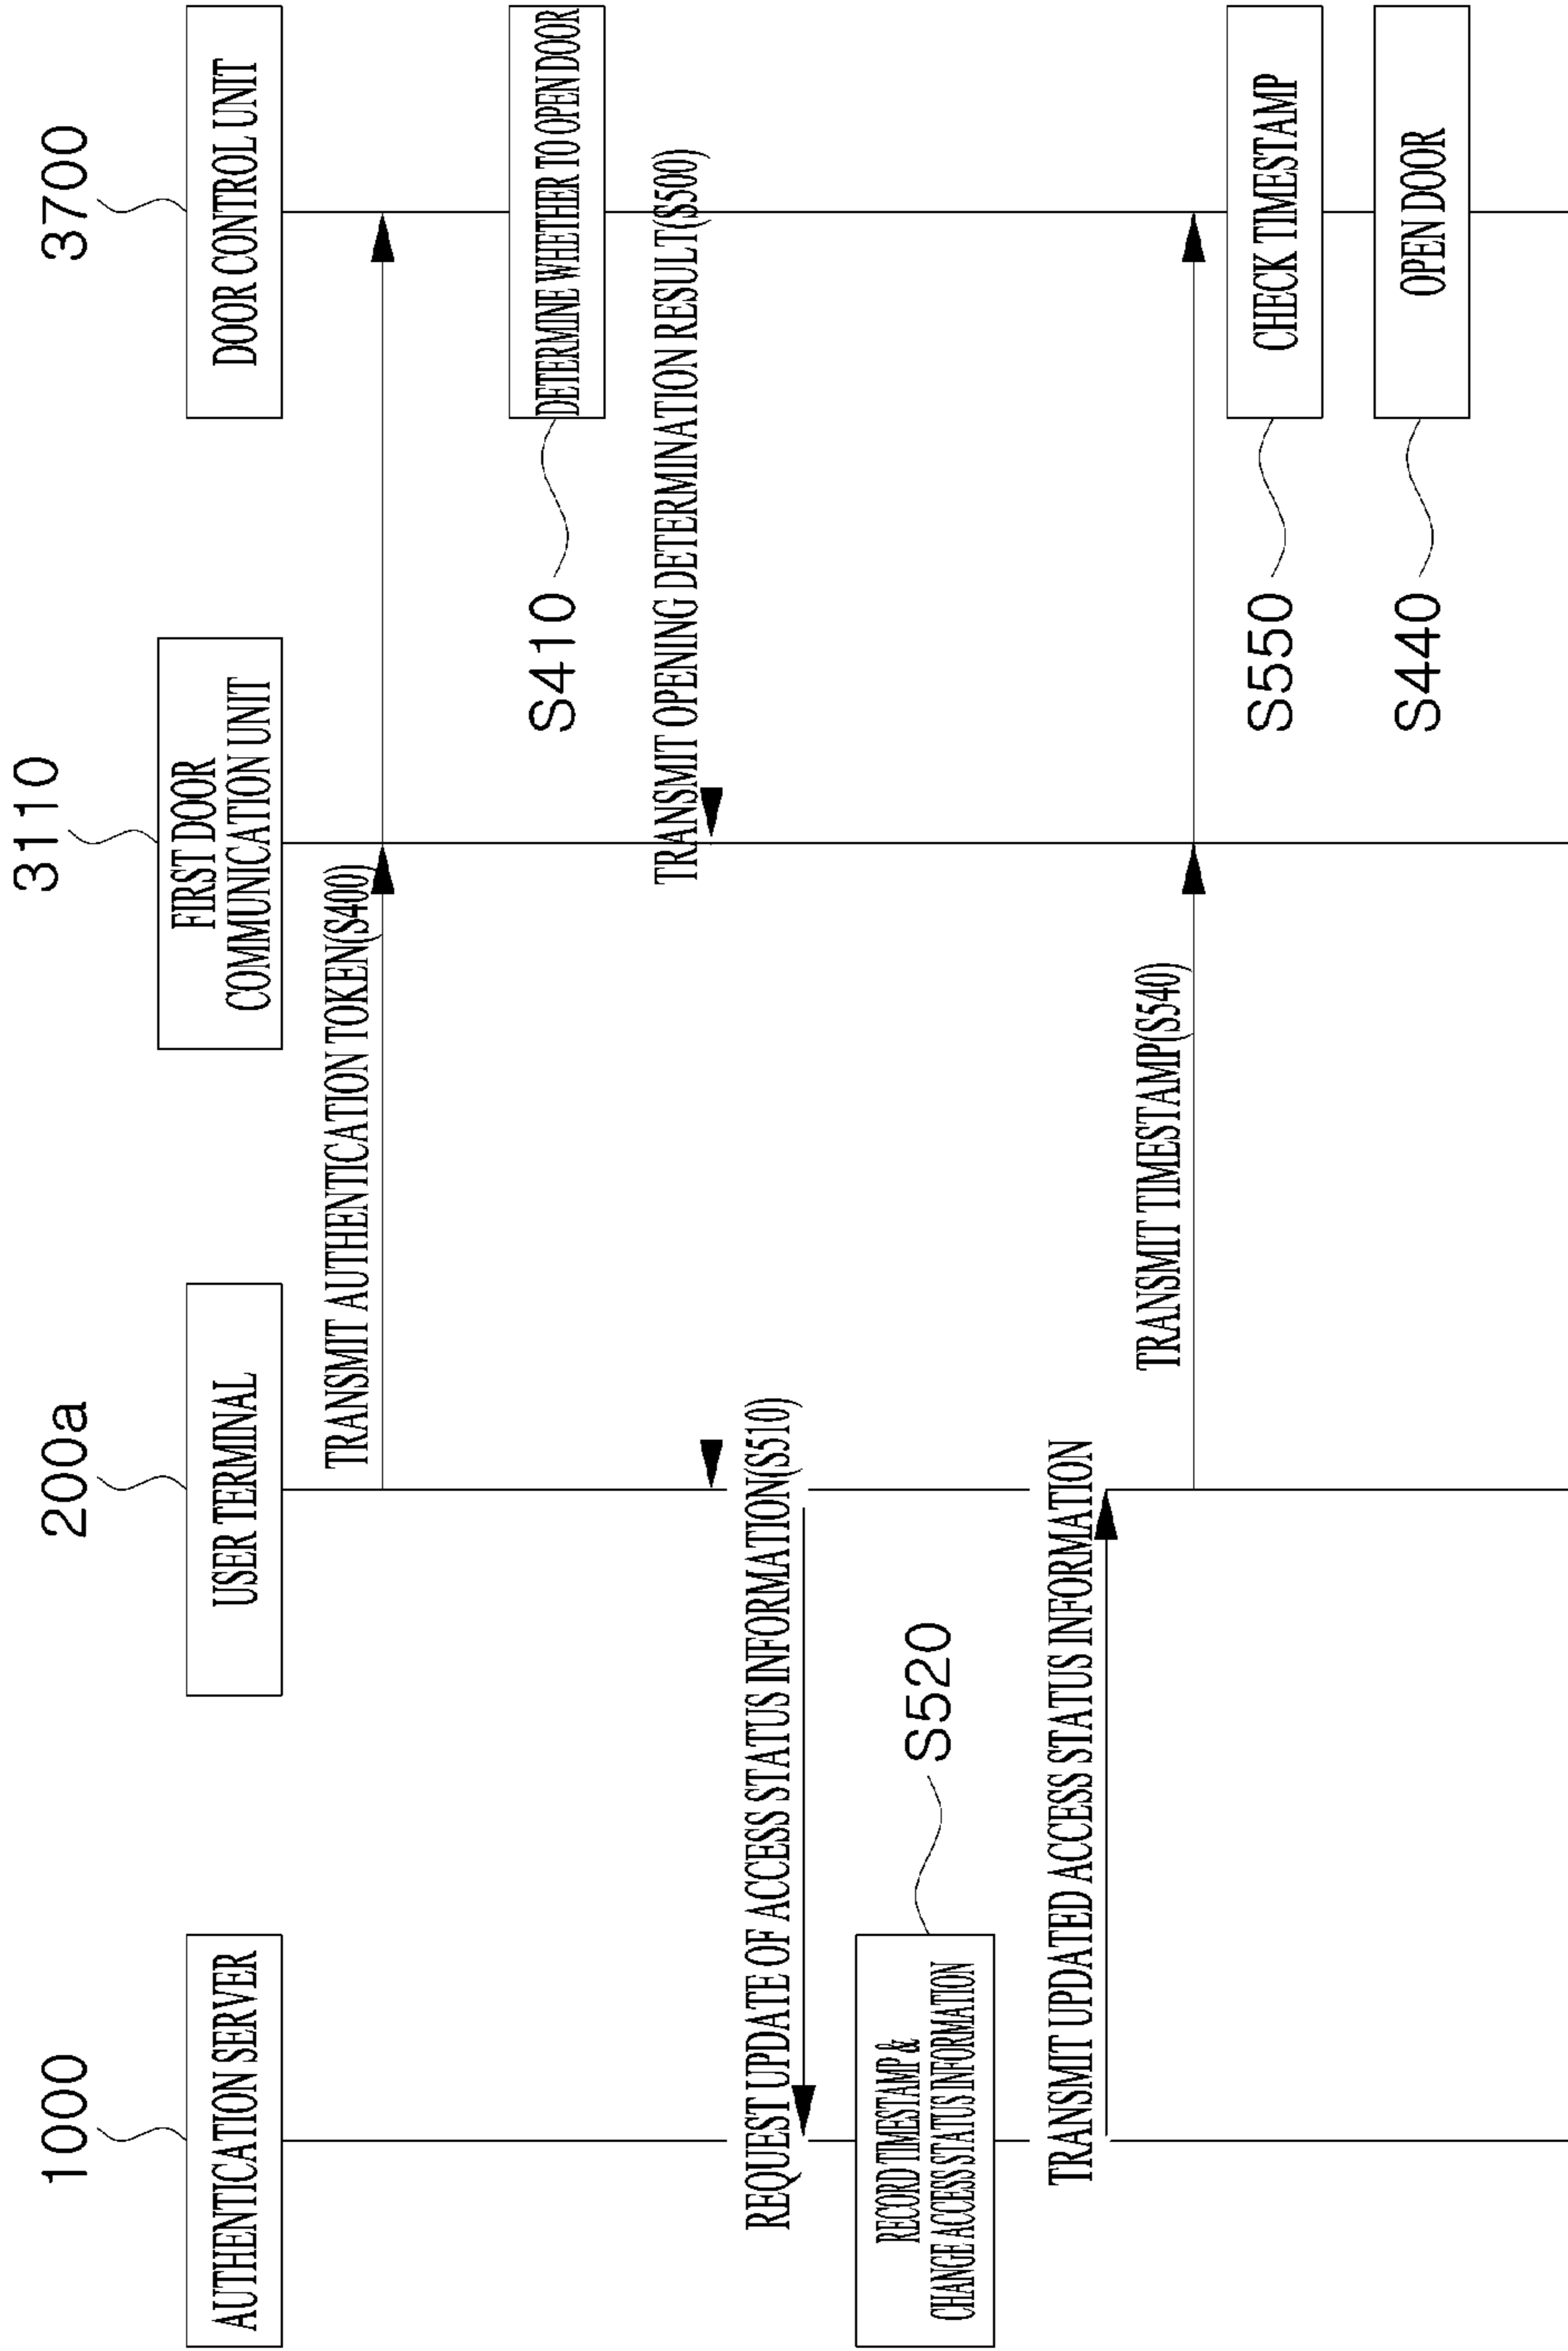 1000
200a
3110
3700
AUTHENTICATION SERVER
USER TERMINAL
FIRST DOOR
COMMUNICATION UNIT
DOOR CONTROL UNIT
TRANSMIT AUTHENTICATION TOKEN(S400)
S410
DETERMINE WHETHER TO OPEN DOOR
TRANSMIT OPENING DETERMINATION RESULT(S500)
REQUEST UPDATE OF ACCESS STATUS INFORMATION(S510)
RECORD TIMESTAMP &
CHANGE ACCESS STATUS INFORMATION
S520
TRANSMIT UPDATED ACCESS STATUS INFORMATION
TRANSMIT TIMESTAMP(S540)
S550
CHECK TIMESTAMP
S440
OPEN DOOR